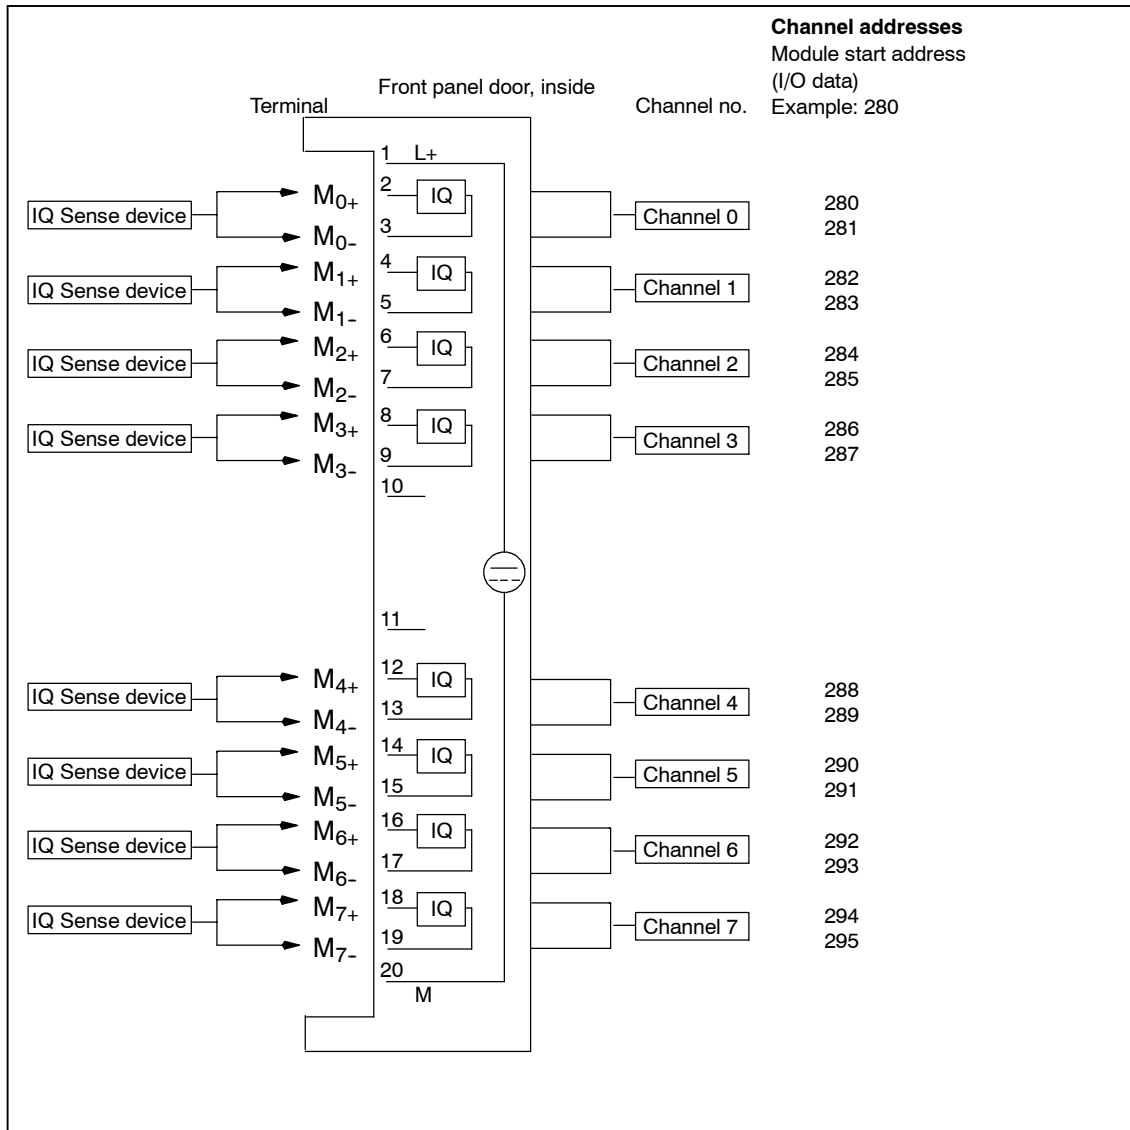 Channel addresses
Module start address
(I/O data)
Example: 280
Front panel door, inside
Terminal
Channel no.
1 L+
IQ Sense device M0+ 2 IQ Channel 0 280
M0- 3 281
IQ Sense device M1+ 4 IQ Channel 1 282
M1- 5 283
IQ Sense device M2+ 6 IQ Channel 2 284
M2- 7 285
IQ Sense device M3+ 8 IQ Channel 3 286
M3- 9 287
10
11
IQ Sense device M4+ 12 IQ Channel 4 288
M4- 13 289
IQ Sense device M5+ 14 IQ Channel 5 290
M5- 15 291
IQ Sense device M6+ 16 IQ Channel 6 292
M6- 17 293
IQ Sense device M7+ 18 IQ Channel 7 294
M7- 19 295
20
M